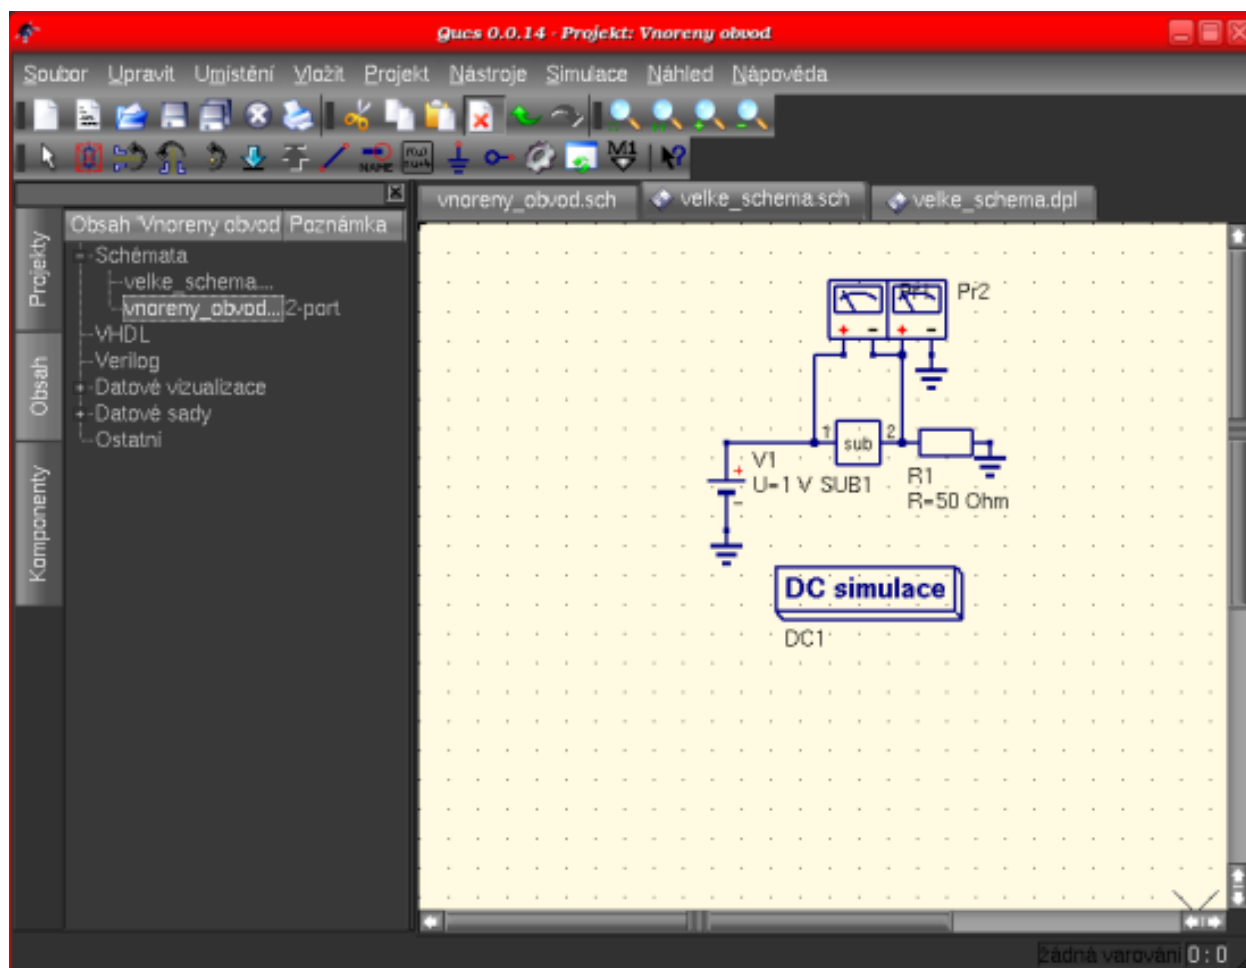 Qucs 0.0.14 - Projekt: Vnoreny obvod
Soubor Upravit Umístění Vložit Projekt Nástroje Simulace Náhled Nápověda
NAME
M1
vnoreny_obvod.sch velke_schema.sch velke_schema.dpl
Obsah 'Vnoreny obvod Poznámka
Projekty
Obsah
Komponenty
Schémata
velke_schema....
vnoreny_obvod... 2-port
VHDL
Verilog
Datové vizualizace
Datové sady
Ostatní
Pr1 Pr2
+ - + -
1 sub 2
V1
U=1 V
+
-
SUB1
R1
R=50 Ohm
DC simulace
DC1
žádná varování 0 : 0